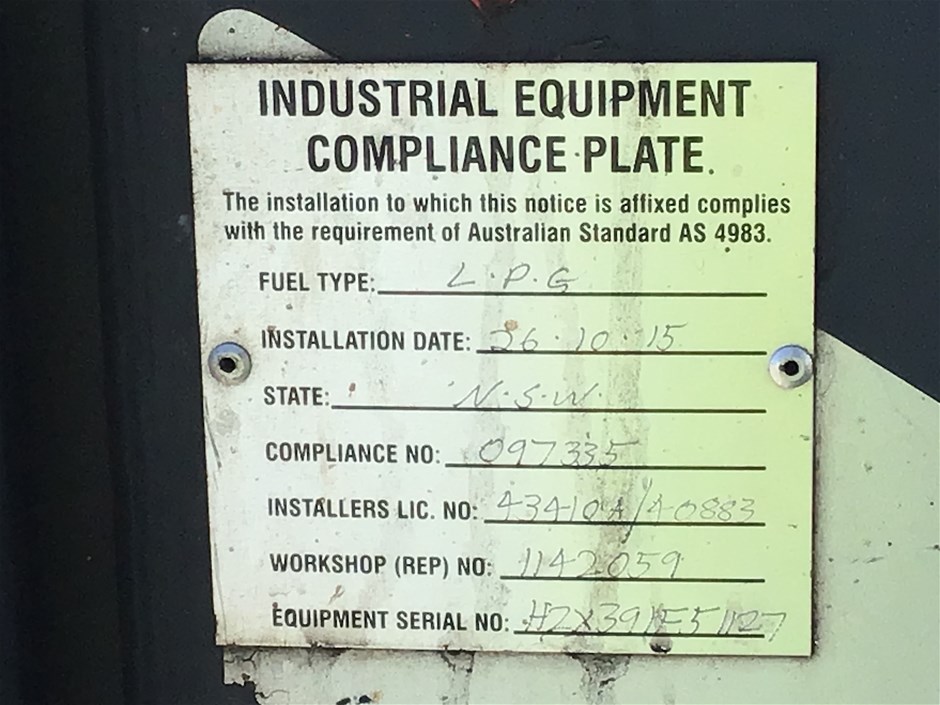 INDUSTRIAL EQUIPMENT
COMPLIANCE PLATE.
The installation to which this notice is affixed complies
with the requirement of Australian Standard AS 4983.
FUEL TYPE: L.P.G
INSTALLATION DATE: 26.10.15
STATE: N.S.W.
COMPLIANCE NO: 097335
INSTALLERS LIC. NO: 43410A/40883
WORKSHOP (REP) NO: 1142059
EQUIPMENT SERIAL NO: